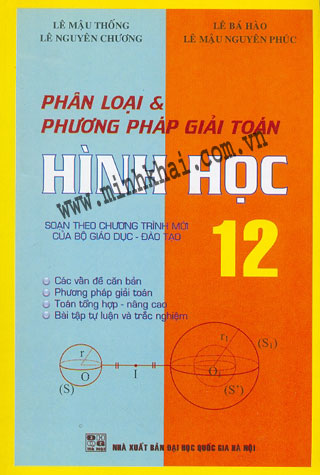 LÊ MẬU THỐNG
LÊ BÁ HÀO
LÊ NGUYÊN CHƯƠNG
LÊ MẬU NGUYÊN PHÚC
PHÂN LOẠI &
PHƯƠNG PHÁP GIẢI TOÁN
HÌNH HỌC
www.minhkhai.com.vn
SOẠN THEO CHƯƠNG TRÌNH MỚI
CỦA BỘ GIÁO DỤC - ĐÀO TẠO
12
Các vấn đề căn bản
Phương pháp giải toán
Toán tổng hợp - nâng cao
Bài tập tự luận và trắc nghiệm
r
O
(S)
I
r₁
O₁
(S₁)
(S')
HÀ NỘI
NHÀ XUẤT BẢN ĐẠI HỌC QUỐC GIA HÀ NỘI